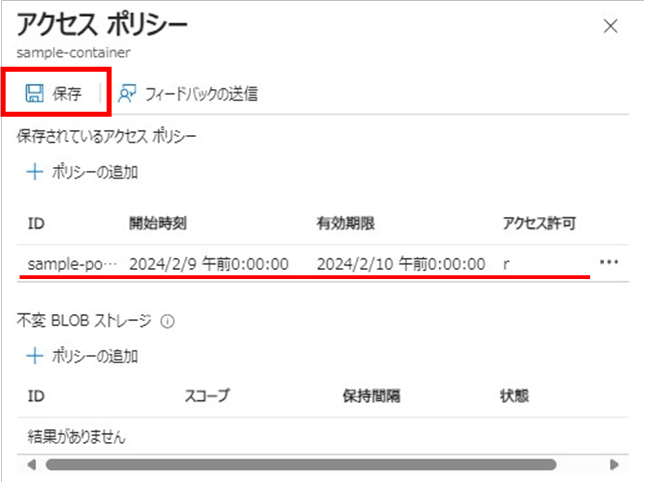 アクセス ポリシー
sample-container
保存 フィードバックの送信
保存されているアクセス ポリシー
ポリシーの追加
ID 開始時刻 有効期限 アクセス許可
sample-po… 2024/2/9 午前0:00:00 2024/2/10 午前0:00:00 r
不変 BLOB ストレージ
ポリシーの追加
ID スコープ 保持間隔 状態
結果がありません